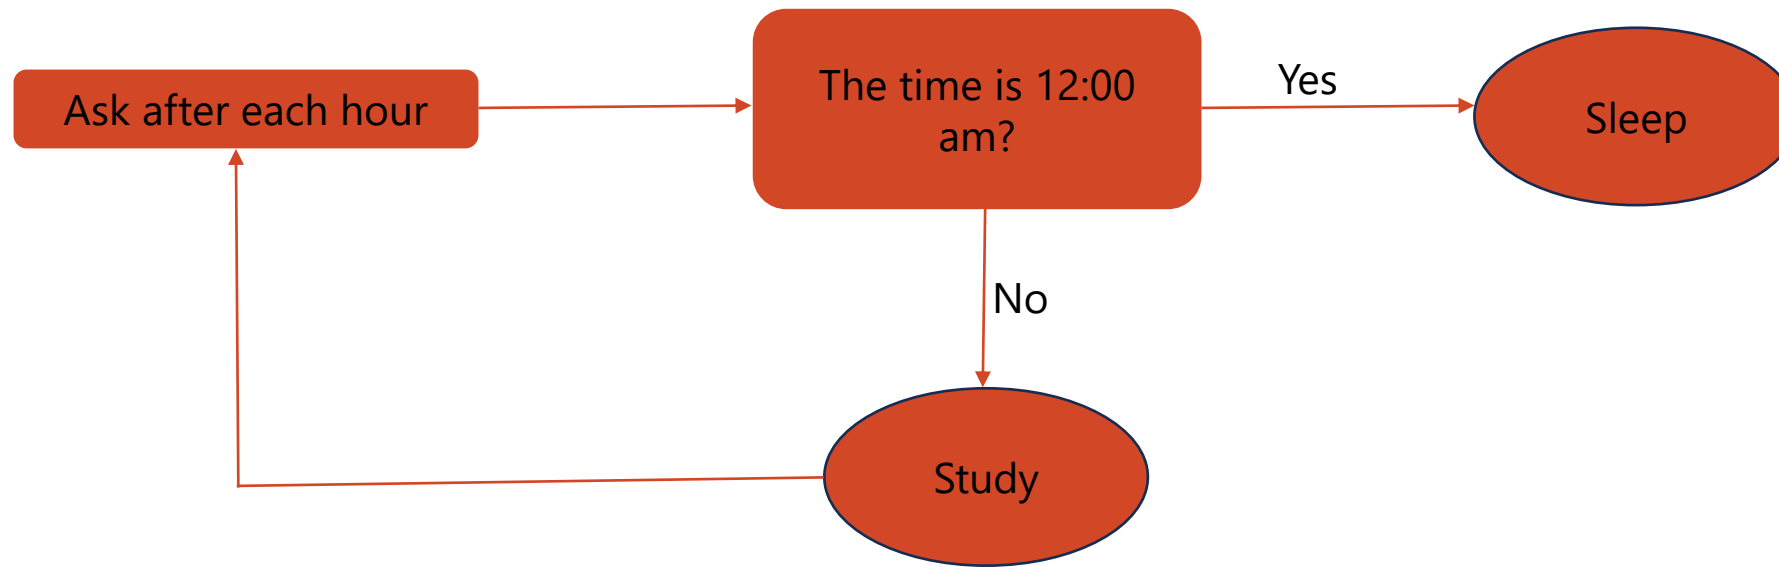 Ask after each hour
The time is 12:00
am?
Yes
Sleep
No
Study